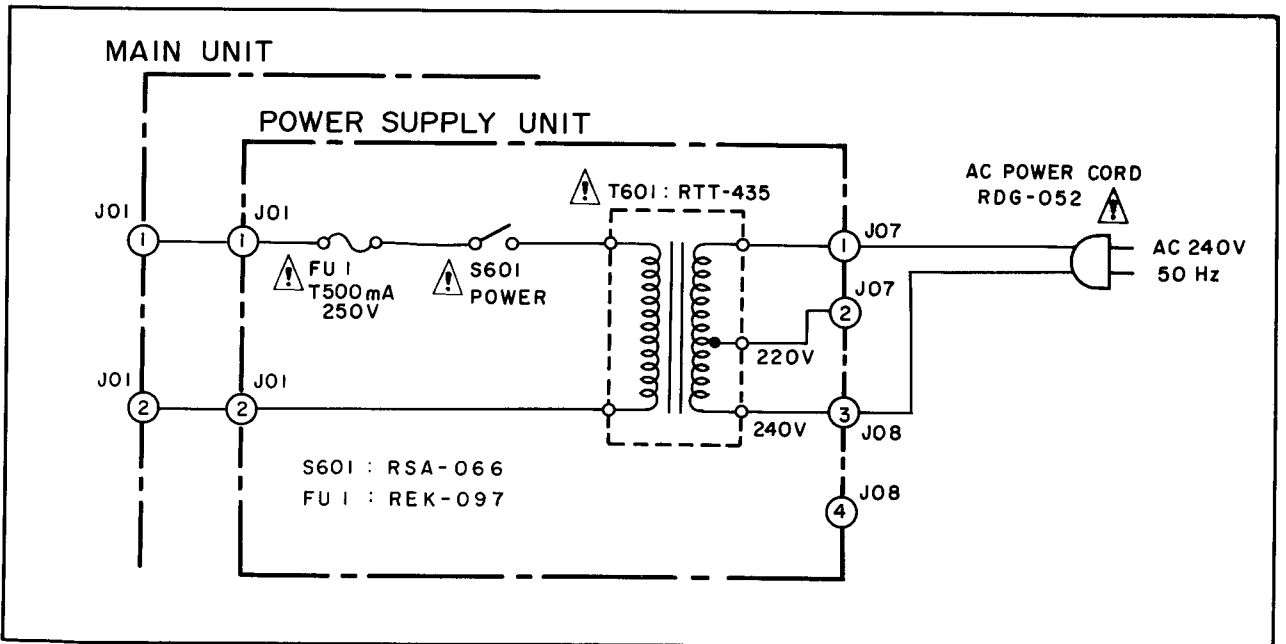 MAIN UNIT
POWER SUPPLY UNIT
AC POWER CORD
RDG-052
T601: RTT-435
J01
J01
J07
1
1
1
AC 240V
50 Hz
FU 1
T500mA
250V
S601
POWER
J07
2
220V
J01
J01
2
2
240V
3
J08
S601 : RSA-066
FU 1 : REK-097
J08
4